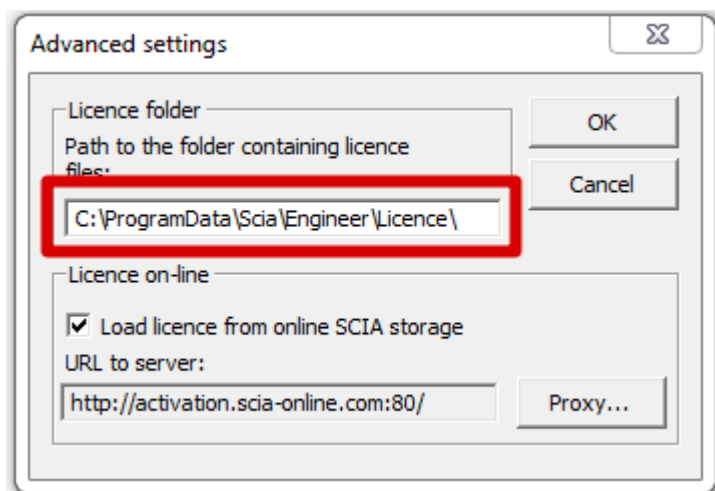 Advanced settings
Licence folder
Path to the folder containing licence
files:
C:\ProgramData\Scia\Engineer\Licence\
OK
Cancel
Licence on-line
Load licence from online SCIA storage
URL to server:
http://activation.scia-online.com:80/
Proxy...